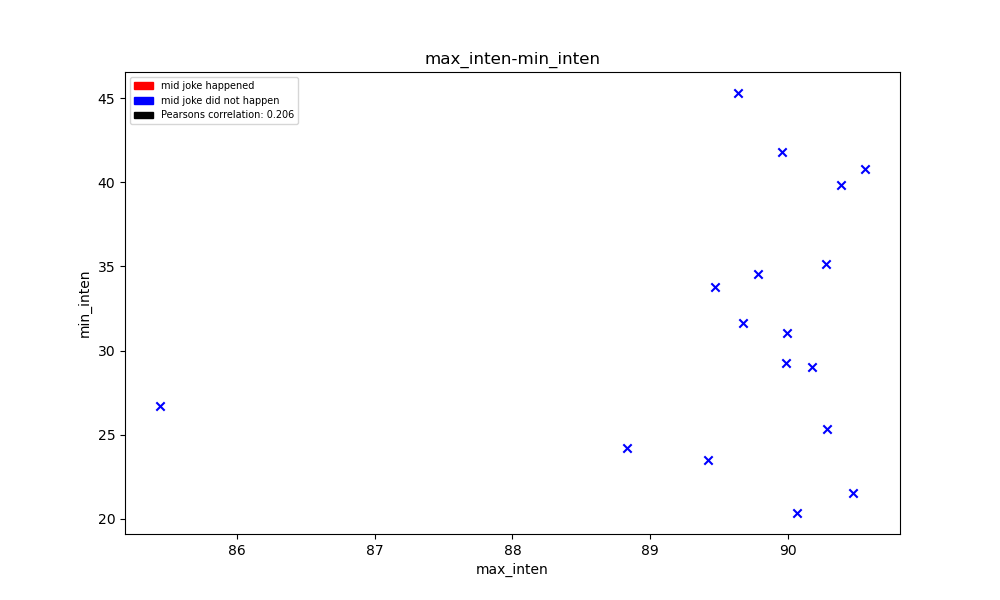 max_inten-min_inten
mid joke happened
mid joke did not happen
Pearsons correlation: 0.206
45
40
35
30
25
20
min_inten
86 87 88 89 90
max_inten